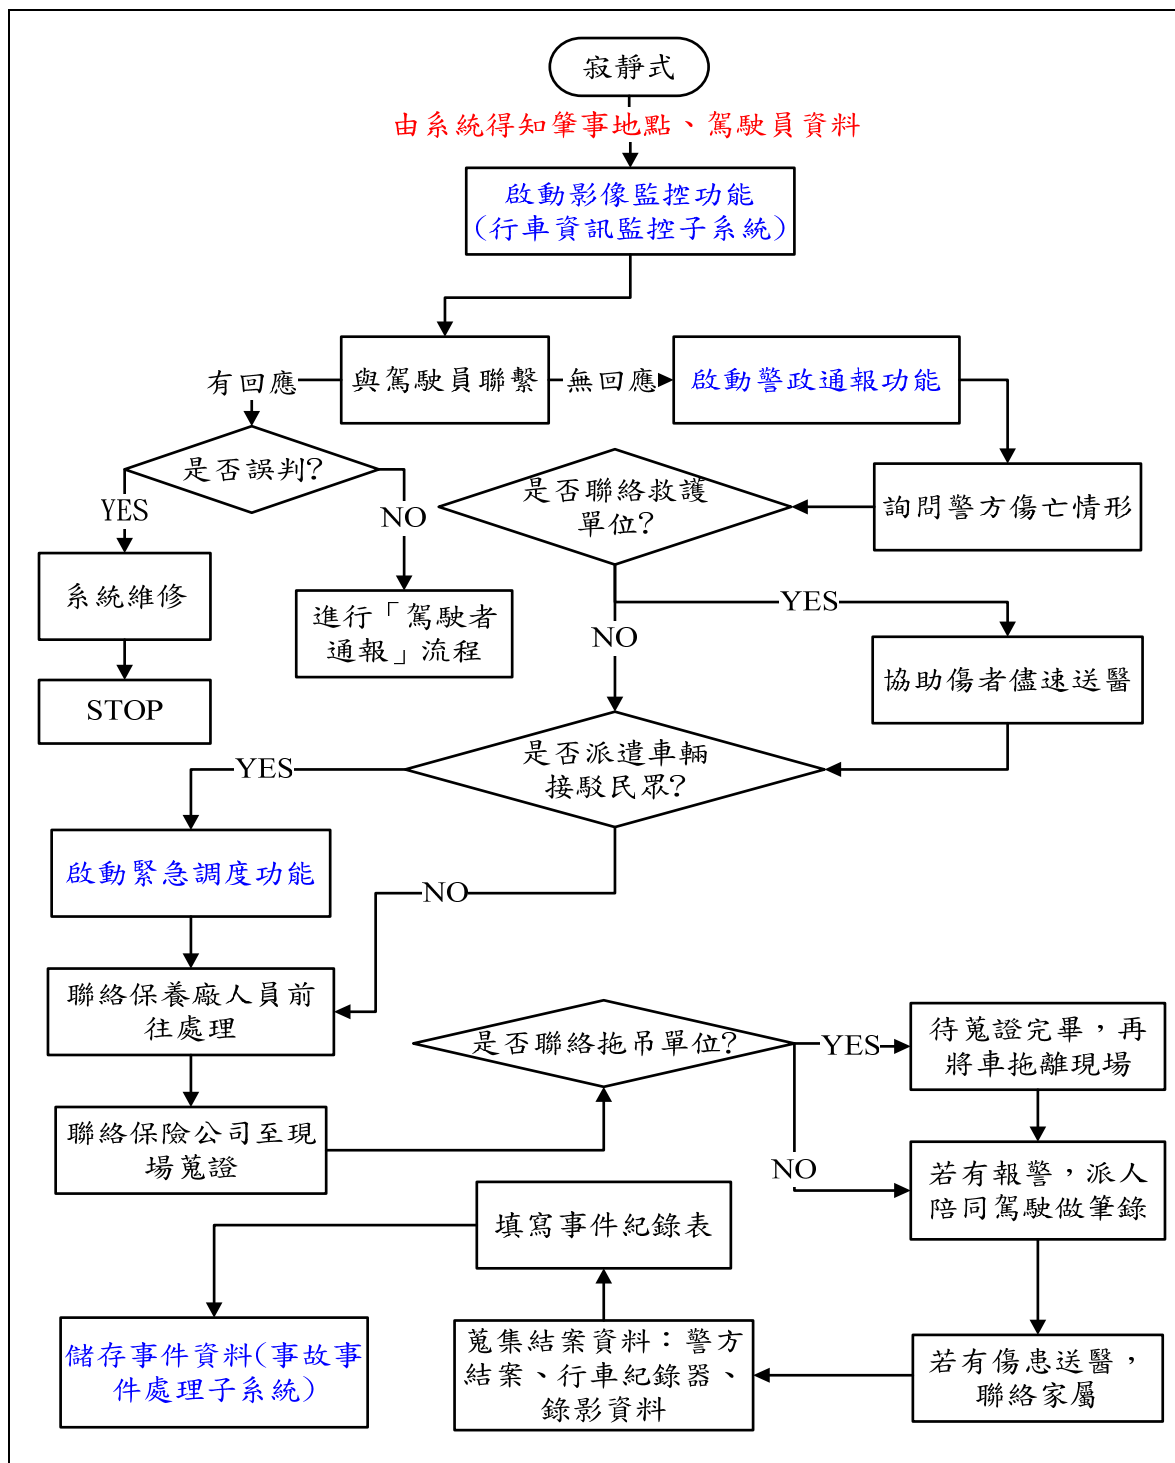 寂靜式
由系統得知肇事地點、駕駛員資料
啟動影像監控功能
(行車資訊監控子系統)
有回應
與駕駛員聯繫
無回應
啟動警政通報功能
是否誤判?
YES
NO
是否聯絡救護
單位?
詢問警方傷亡情形
系統維修
進行「駕駛者
通報」流程
STOP
NO
YES
協助傷者儘速送醫
是否派遣車輛
接駁民眾?
YES
NO
啟動緊急調度功能
聯絡保養廠人員前
往處理
聯絡保險公司至現
場蒐證
是否聯絡拖吊單位?
YES
NO
待蒐證完畢，再
將車拖離現場
若有報警，派人
陪同駕駛做筆錄
若有傷患送醫，
聯絡家屬
蒐集結案資料：警方
結案、行車紀錄器、
錄影資料
填寫事件紀錄表
儲存事件資料(事故事
件處理子系統)